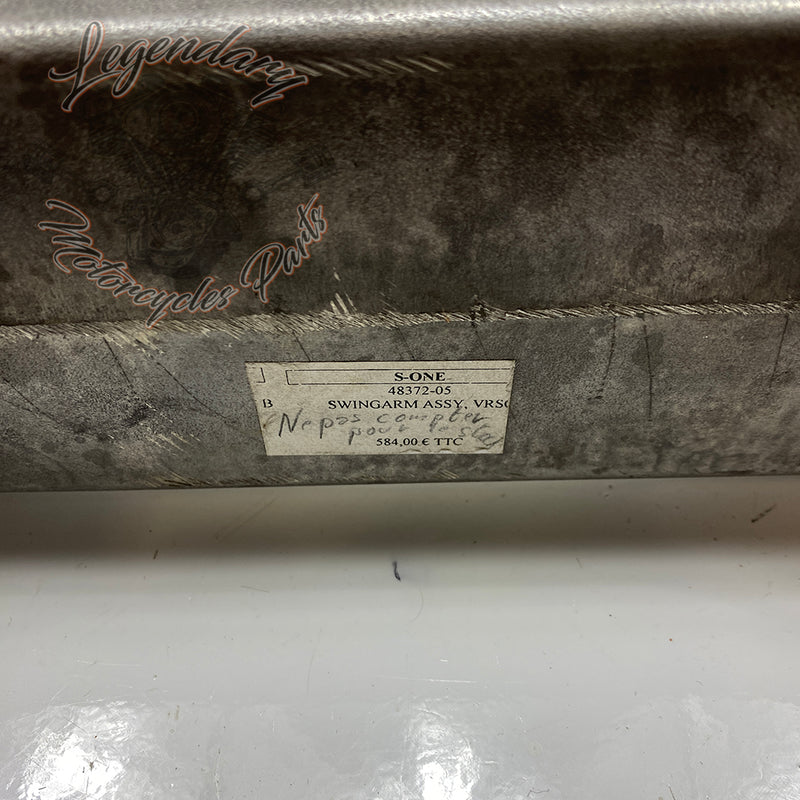 Legendary
Motorcycles Parts
S-ONE
48372-05
B SWINGARM ASSY, VRSC
Ne pas compter
pour
584,00 € TTC